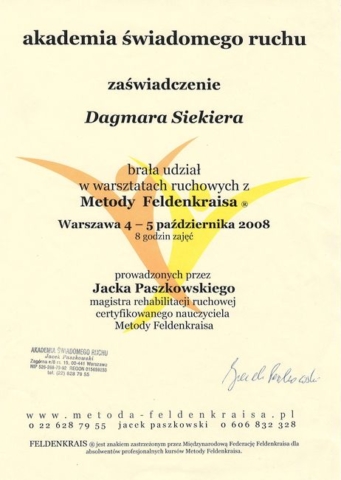 akademia świadomego ruchu
zaświadczenie
Dagmara Siekiera
brała udział
w warsztatach ruchowych z
Metody Feldenkraisa ®
Warszawa 4 – 5 października 2008
8 godzin zajęć
prowadzonych przez
Jacka Paszkowskiego
magistra rehabilitacji ruchowej
certyfikowanego nauczyciela
Metody Feldenkraisa
AKADEMIA ŚWIADOMEGO RUCHU
Jacek Paszkowski
www.metoda-feldenkraisa.pl
0 22 628 79 55 jacek paszkowski 0 606 832 328
FELDENKRAIS ® jest znakiem zastrzeżonym przez Międzynarodową Federację Feldenkraisa dla
absolwentów profesjonalnych kursów Metody Feldenkraisa.